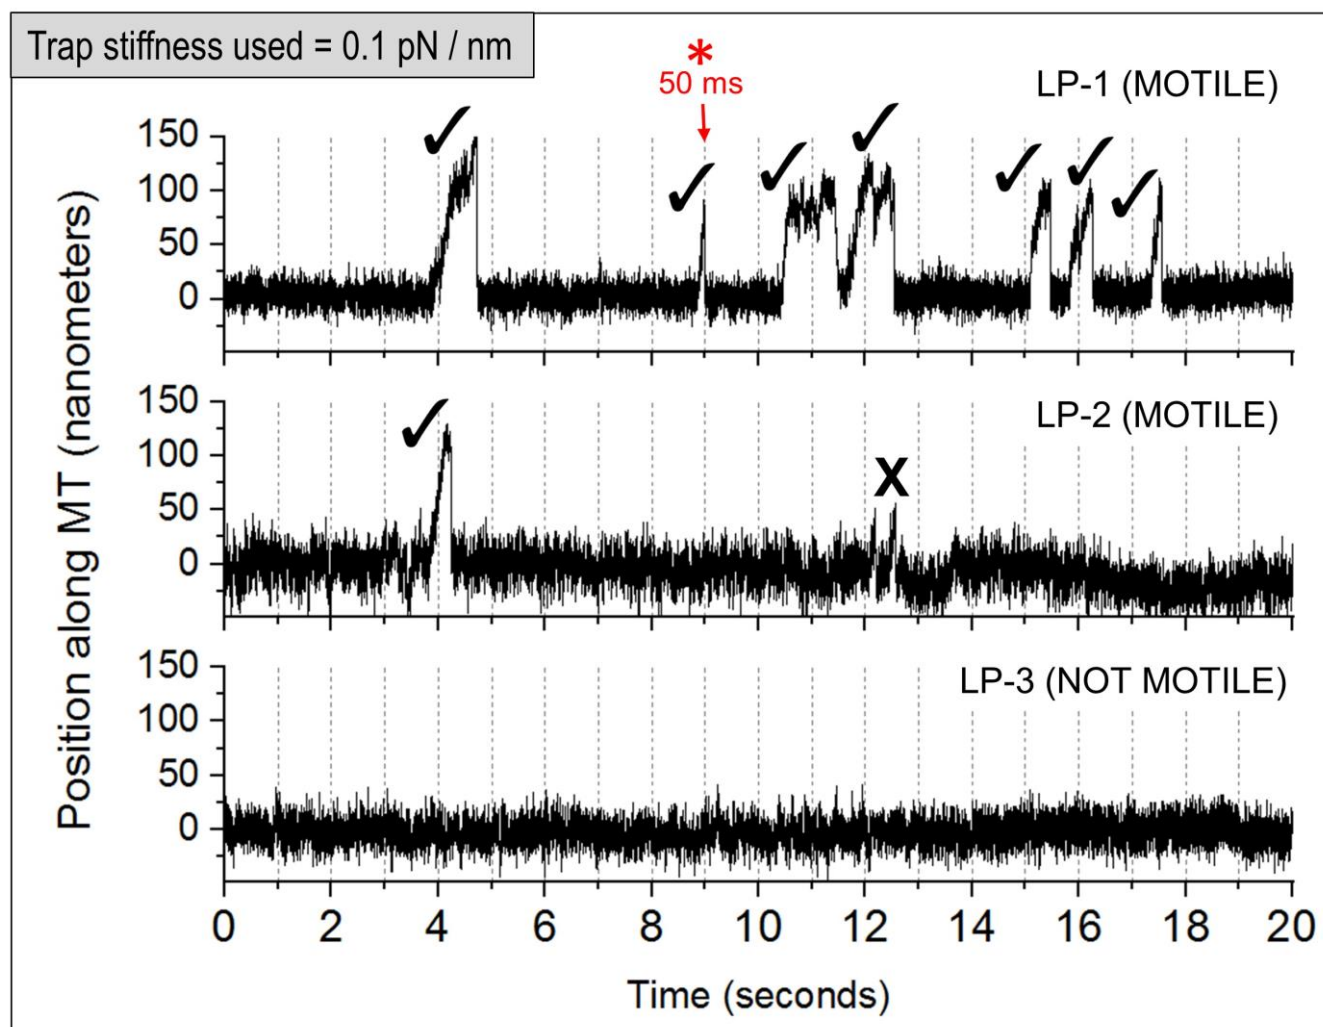 Trap stiffness used = 0.1 pN / nm
*
50 ms
LP-1 (MOTILE)
150
100
50
0
LP-2 (MOTILE)
150
100
50
0
X
LP-3 (NOT MOTILE)
150
100
50
0
Position along MT (nanometers)
0 2 4 6 8 10 12 14 16 18 20
Time (seconds)